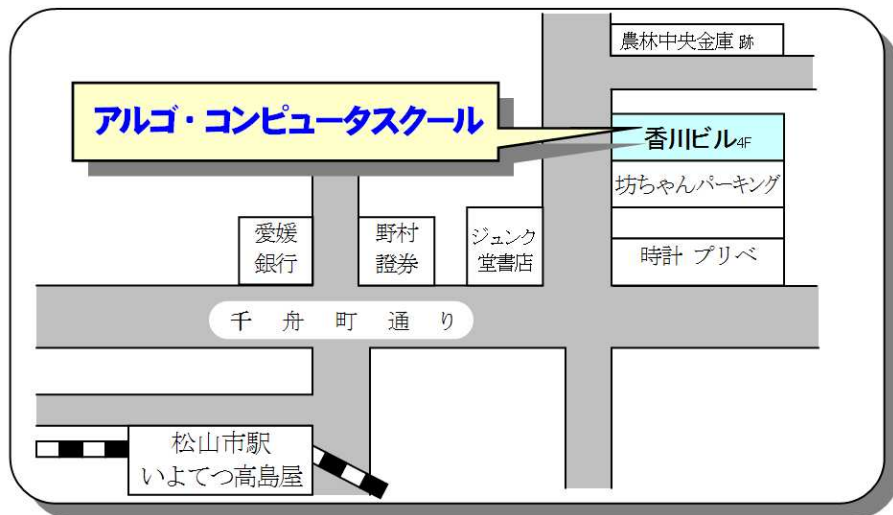 農林中央金庫 跡
アルゴ・コンピュータスクール
香川ビル4F
坊ちゃんパーキング
愛媛
銀行
野村
證券
ジュンク
堂書店
時計 プリベ
千舟町通り
松山市駅
いよてつ高島屋